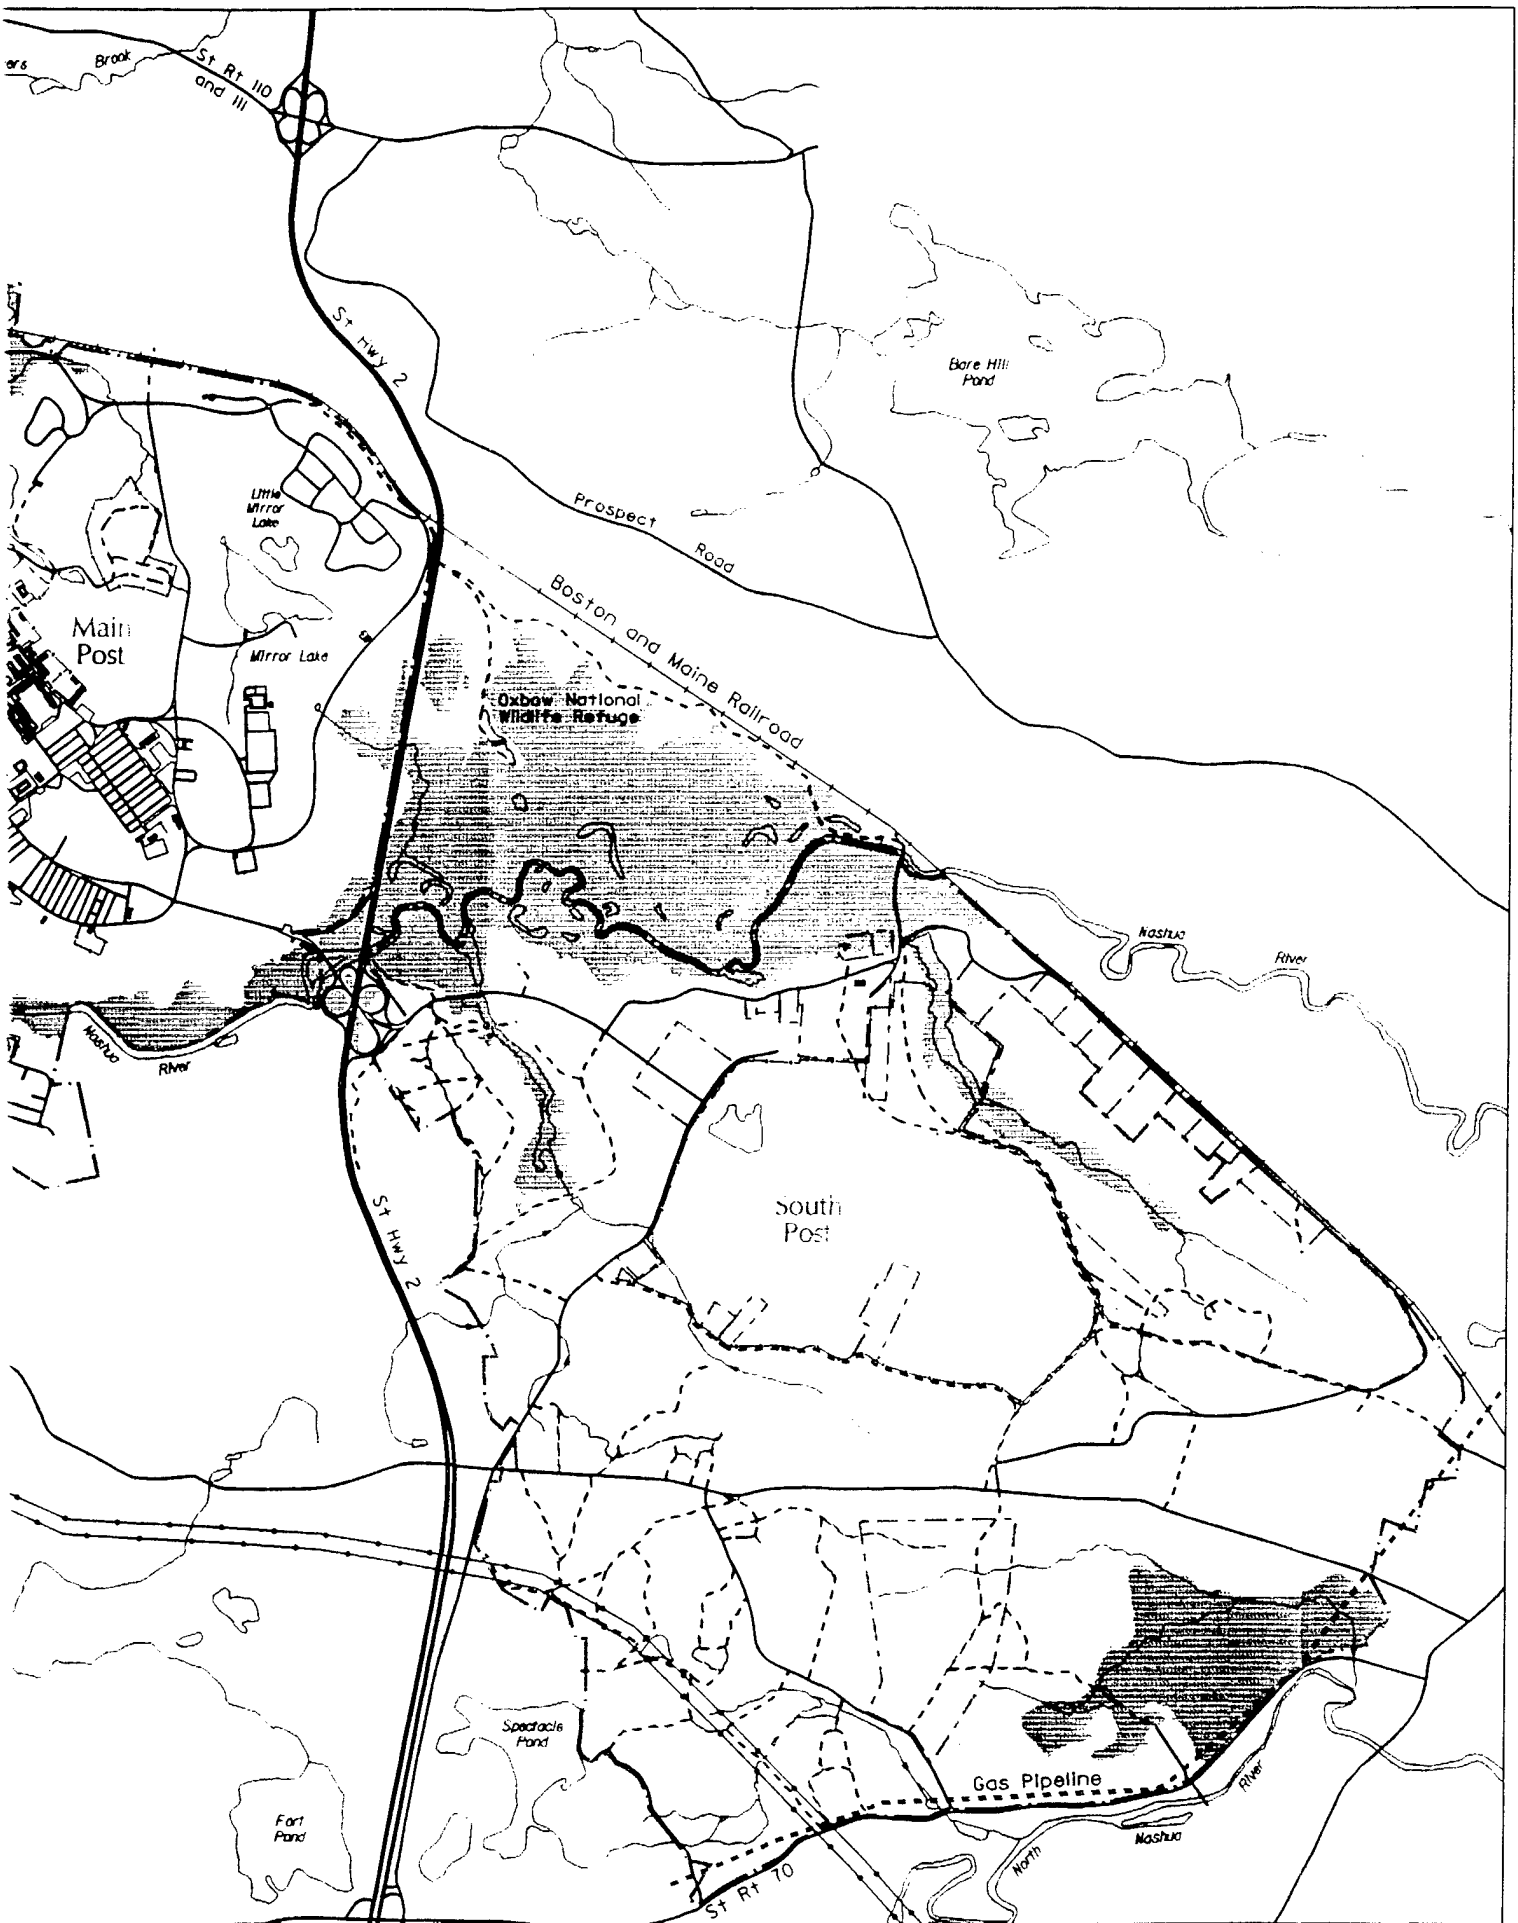 ers
Brook
St Rt 110
and 111
St Hwy 2
Bare Hill
Pond
Little
Mirror
Lake
Prospect
Road
Boston and Maine Railroad
Main
Post
Mirror Lake
Oxbow National
Wildlife Refuge
Nashua
River
Nashua
River
South
Post
St Hwy 2
Spectacle
Pond
Gas Pipeline
River
Fort
Pond
Nashua
North
St Rt 70